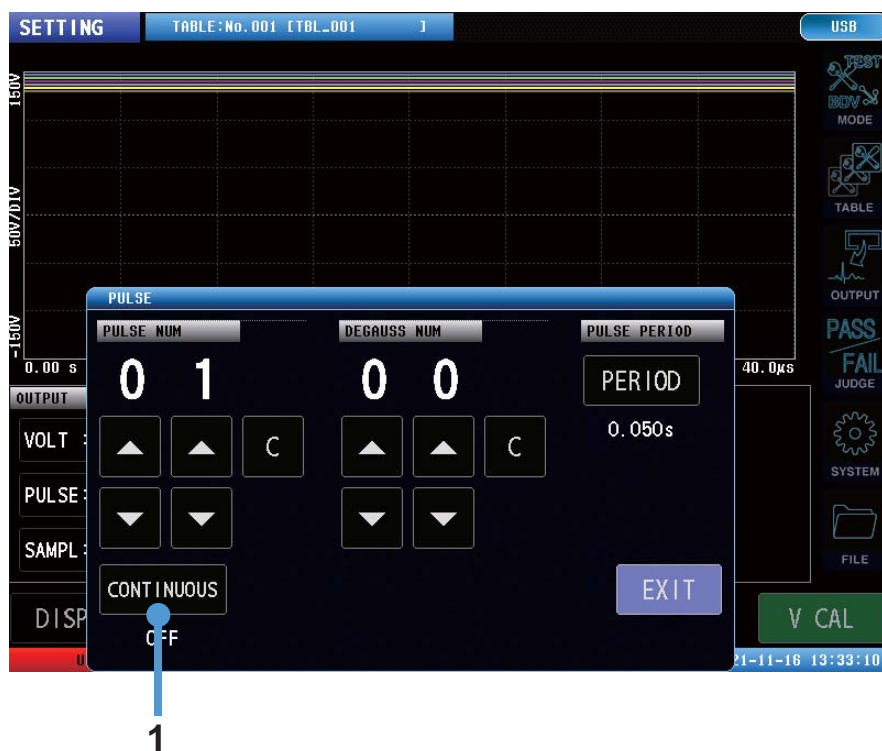 SETTING TABLE:No.001 [TBL_001 ] USB
TEST
BDV
MODE
150V
50V/DIV
-150V
TABLE
OUTPUT
PASS
FAIL
JUDGE
SYSTEM
FILE
0.00 s 40.0µs
OUTPUT
VOLT :
PULSE:
SAMPL:
PULSE
PULSE NUM DEGAUSS NUM PULSE PERIOD
0 1 0 0 PERIOD
C C 0.050s
CONTINUOUS EXIT
OFF
DISP V CAL
U 21-11-16 13:33:10
1